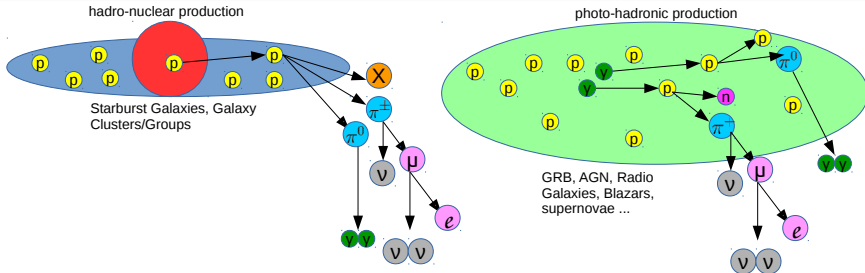 hadro-nuclear production
p p p p
p p p p
X
Starburst Galaxies, Galaxy
Clusters/Groups
π±
π0
μ
ν
e
γ γ
ν ν
photo-hadronic production
p
p π0
p p p γ p
p γ p n
p
p π
p
GRB, AGN, Radio
Galaxies, Blazars,
supernovae ...
γ γ
μ
ν
e
ν ν